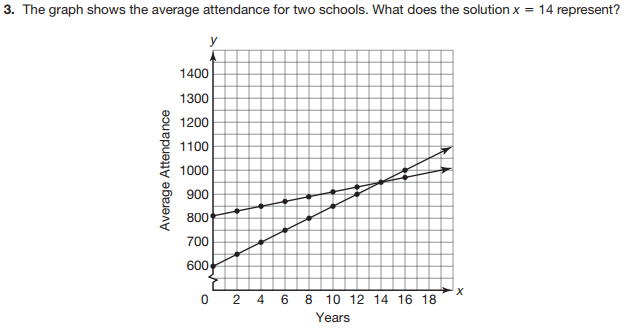 3. The graph shows the average attendance for two schools. What does the solution x = 14 represent?
y
1400
1300
1200
1100
1000
900
800
700
600
Average Attendance
0 2 4 6 8 10 12 14 16 18 x
Years